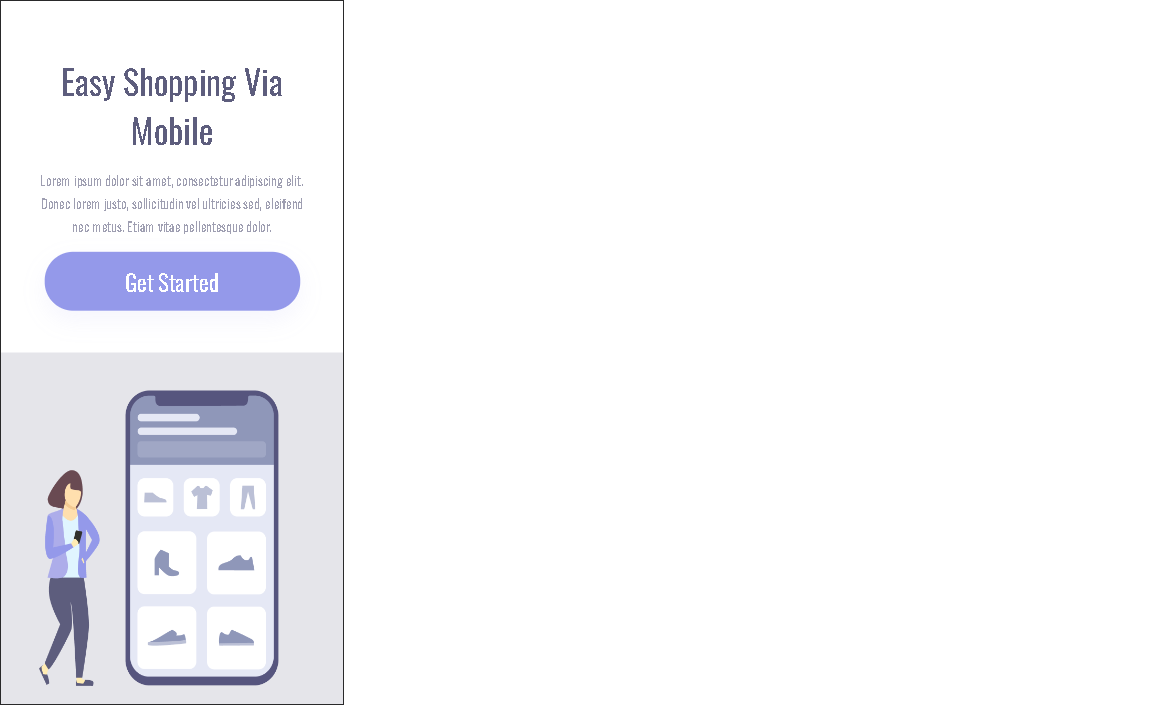 Easy Shopping Via
Mobile
Lorem ipsum dolor sit amet, consectetur adipiscing elit.
Donec lorem justo, sollicitudin vel ultricies sed, eleifend
nec metus. Etiam vitae pellentesque dolor.
Get Started